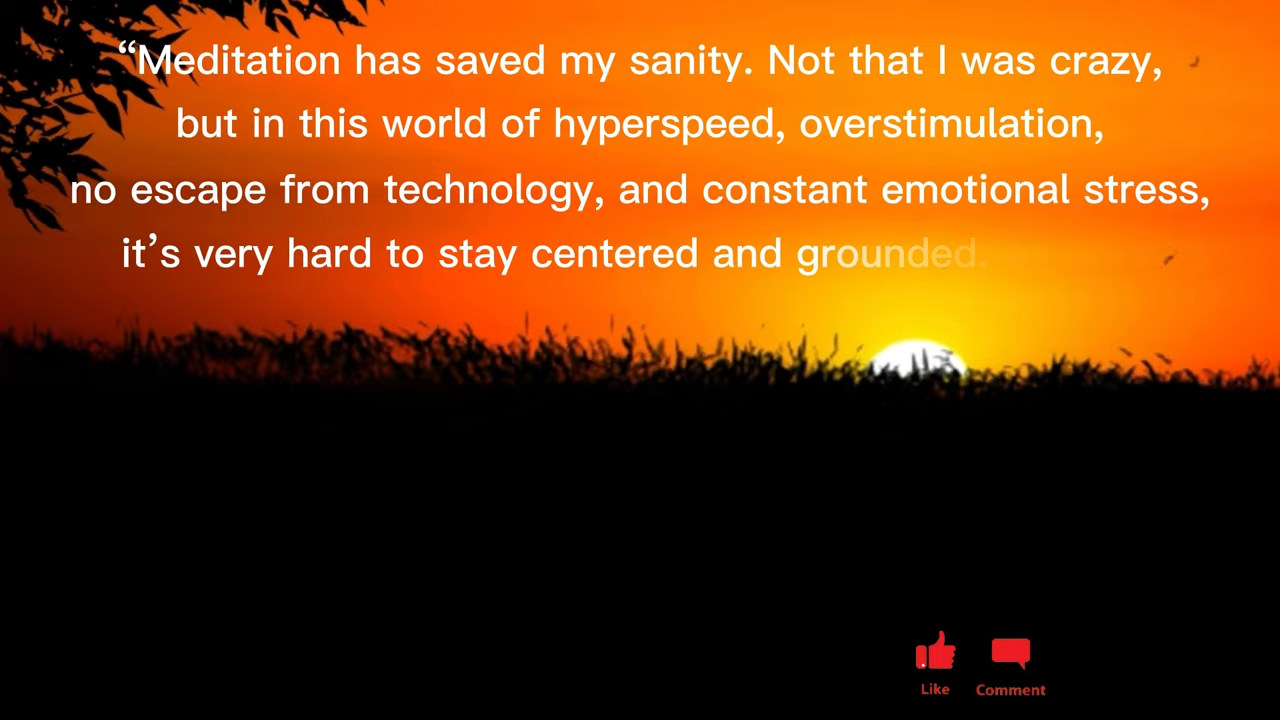 “Meditation has saved my sanity. Not that I was crazy,
but in this world of hyperspeed, overstimulation,
no escape from technology, and constant emotional stress,
it’s very hard to stay centered and grounded.
Like
Comment